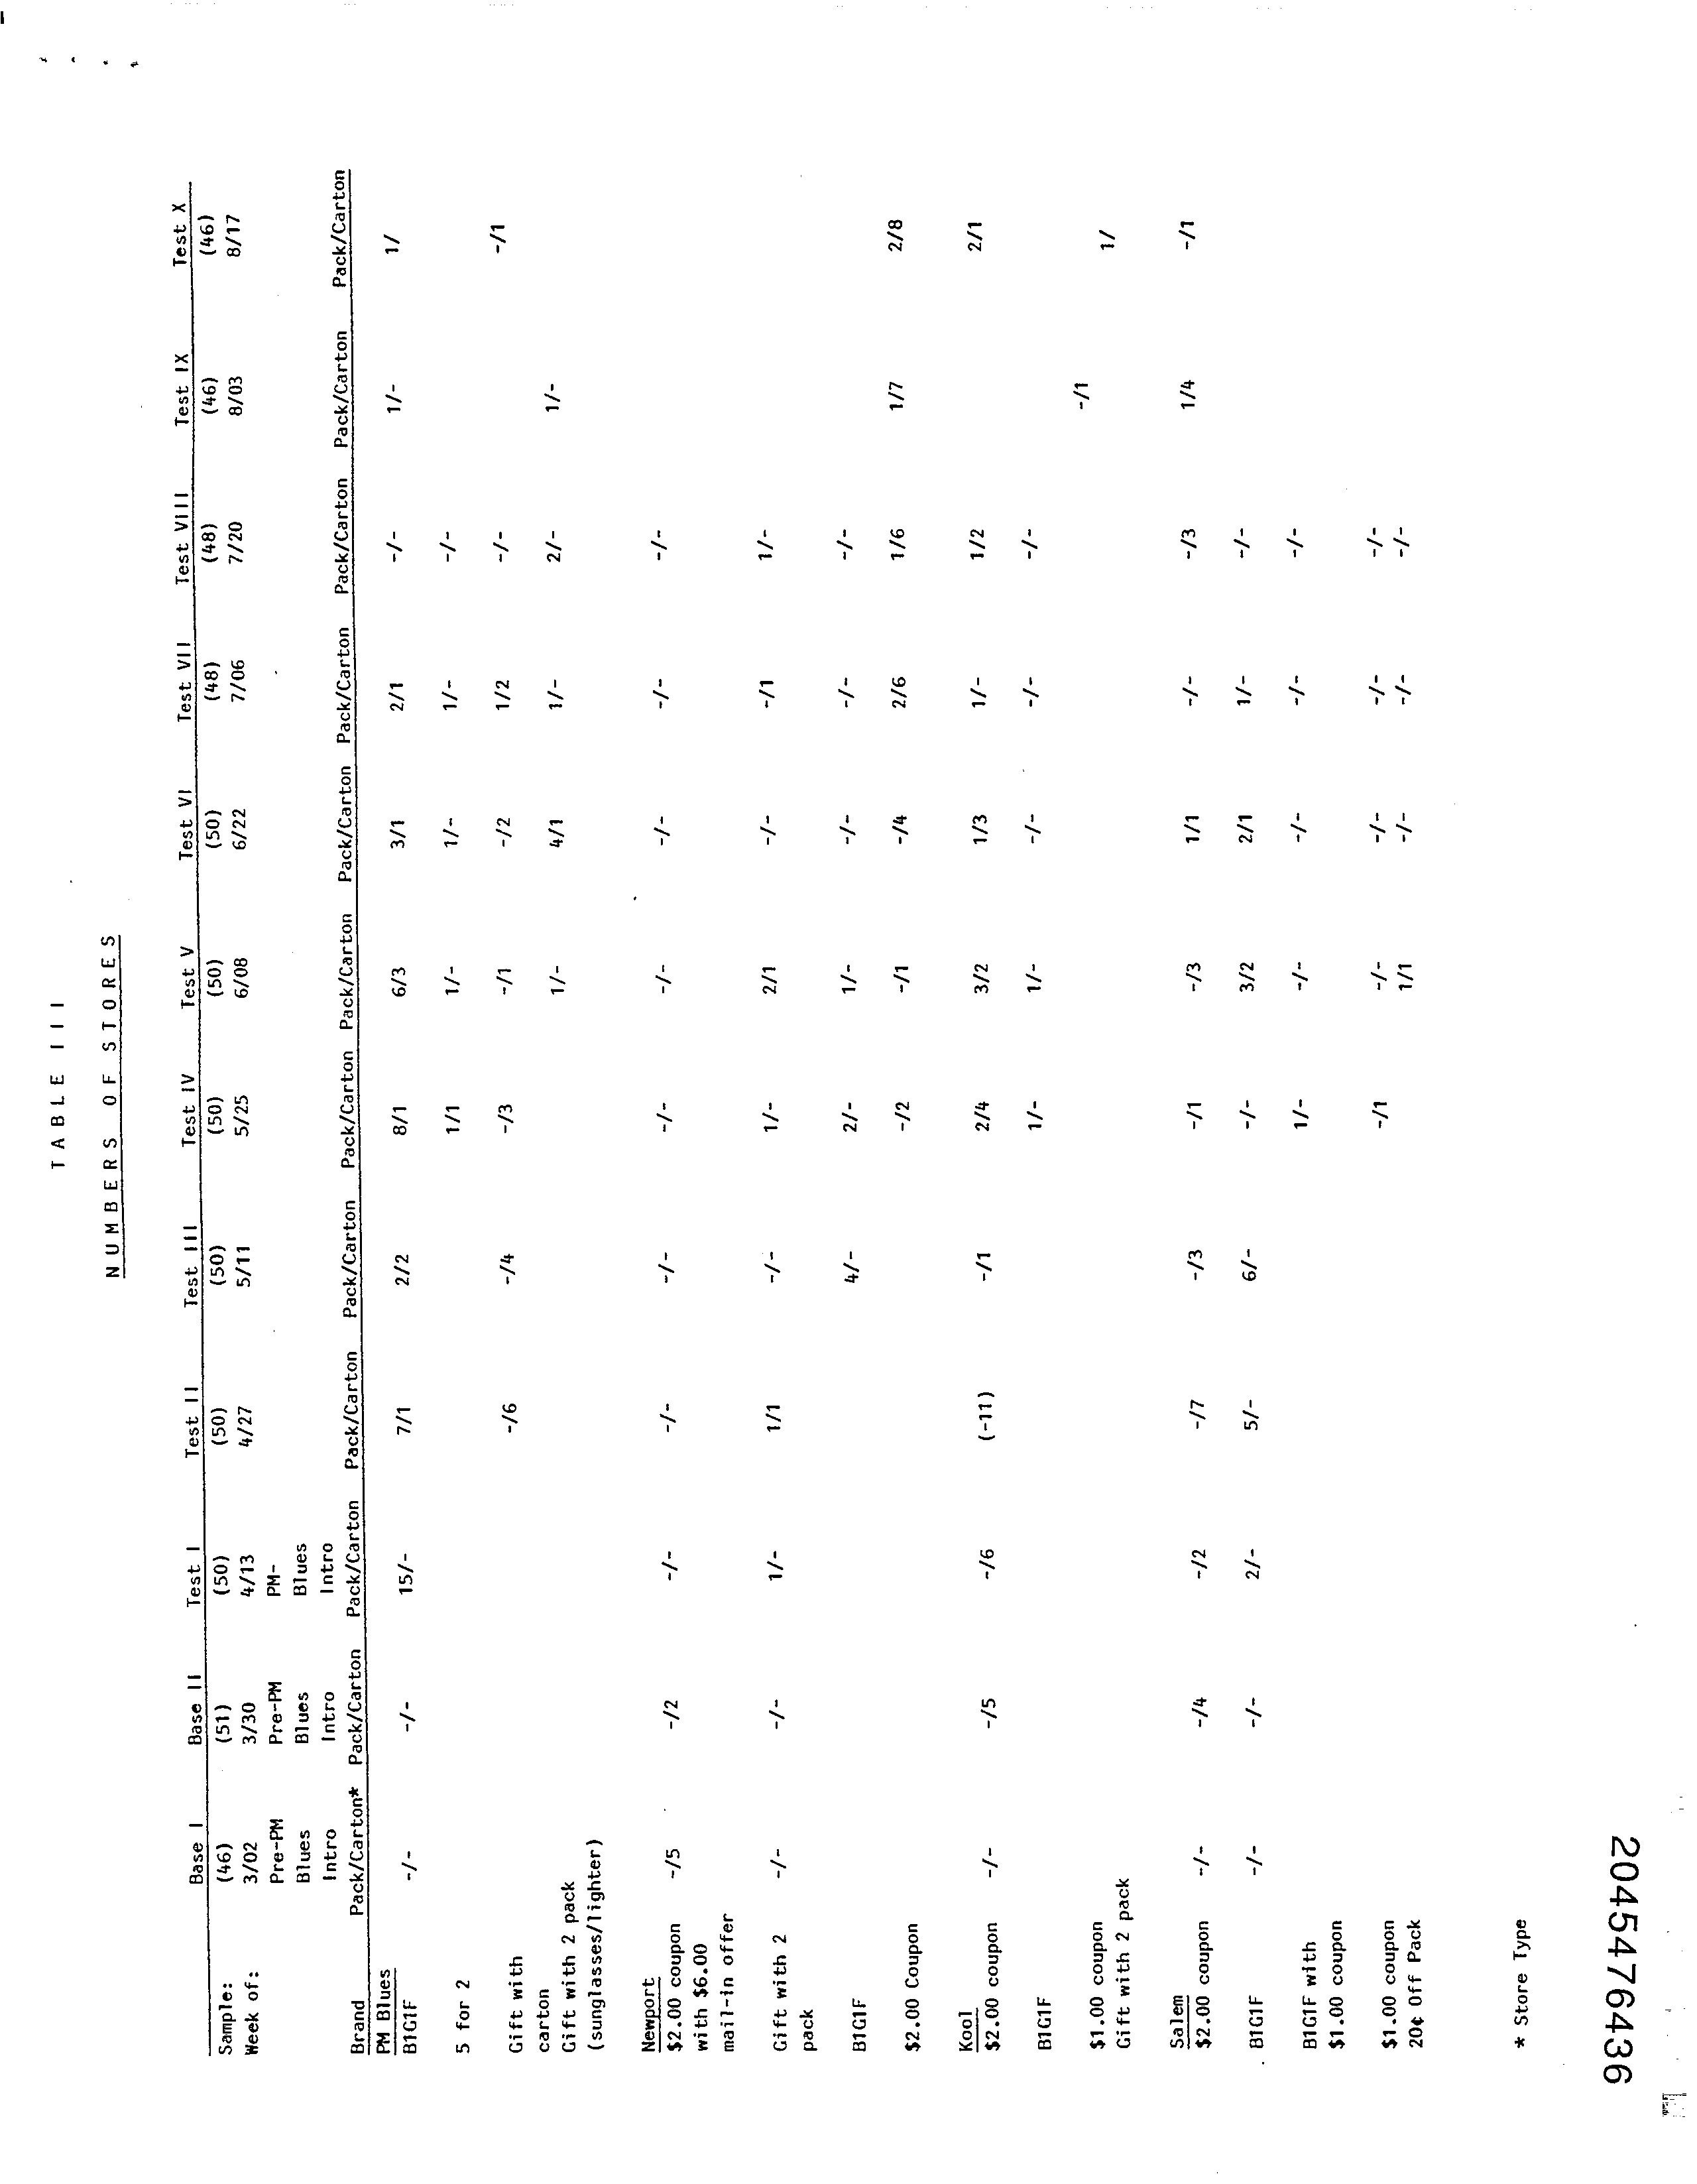 TABLE III
NUMBERS OF STORES
Base I Base II Test I Test II Test III Test IV Test V Test VI Test VII Test VIII Test IX Test X
Sample: (46) (51) (50) (50) (50) (50) (50) (50) (48) (48) (46) (46)
Week of: 3/02 3/30 4/13 4/27 5/11 5/25 6/08 6/22 7/06 7/20 8/03 8/17
Pre-PM Pre-PM PM-
Blues Blues Blues
Intro Intro Intro
Brand Pack/Carton* Pack/Carton Pack/Carton Pack/Carton Pack/Carton Pack/Carton Pack/Carton Pack/Carton Pack/Carton Pack/Carton Pack/Carton Pack/Carton
PM Blues
B1G1F -/- -/- 15/- 7/1 2/2 8/1 6/3 3/1 2/1 -/- 1/- 1/
5 for 2 1/1 1/- 1/- 1/- -/-
Gift with -/6 -/4 -/3 -/1 -/2 1/2 -/- -/1
carton
Gift with 2 pack 1/- 4/1 1/- 2/- 1/-
(sunglasses/lighter)
Newport
$2.00 coupon -/5 -/2 -/- -/- -/- -/- -/- -/- -/- -/-
with $6.00
mail-in offer
Gift with 2 -/- -/- 1/- 1/1 -/- 1/- 2/1 -/- -/1 1/-
pack
B1G1F 4/- 2/- 1/- -/- -/- -/-
$2.00 Coupon -/2 -/1 -/4 2/6 1/6 1/7 2/8
Kool
$2.00 coupon -/- -/5 -/6 (-11) -/1 2/4 3/2 1/3 1/- 1/2 2/1
B1G1F 1/- 1/- -/- -/- -/-
$1.00 coupon -/1
Gift with 2 pack 1/
Salem
$2.00 coupon -/- -/4 -/2 -/7 -/3 -/1 -/3 1/1 -/- -/3 1/4 -/1
B1G1F -/- -/- 2/- 5/- 6/- -/- 3/2 2/1 1/- -/-
B1G1F with 1/- -/- -/- -/- -/-
$1.00 coupon
$1.00 coupon -/1 -/- -/- -/- -/-
20¢ Off Pack 1/1 -/- -/- -/-
* Store Type
2045476436